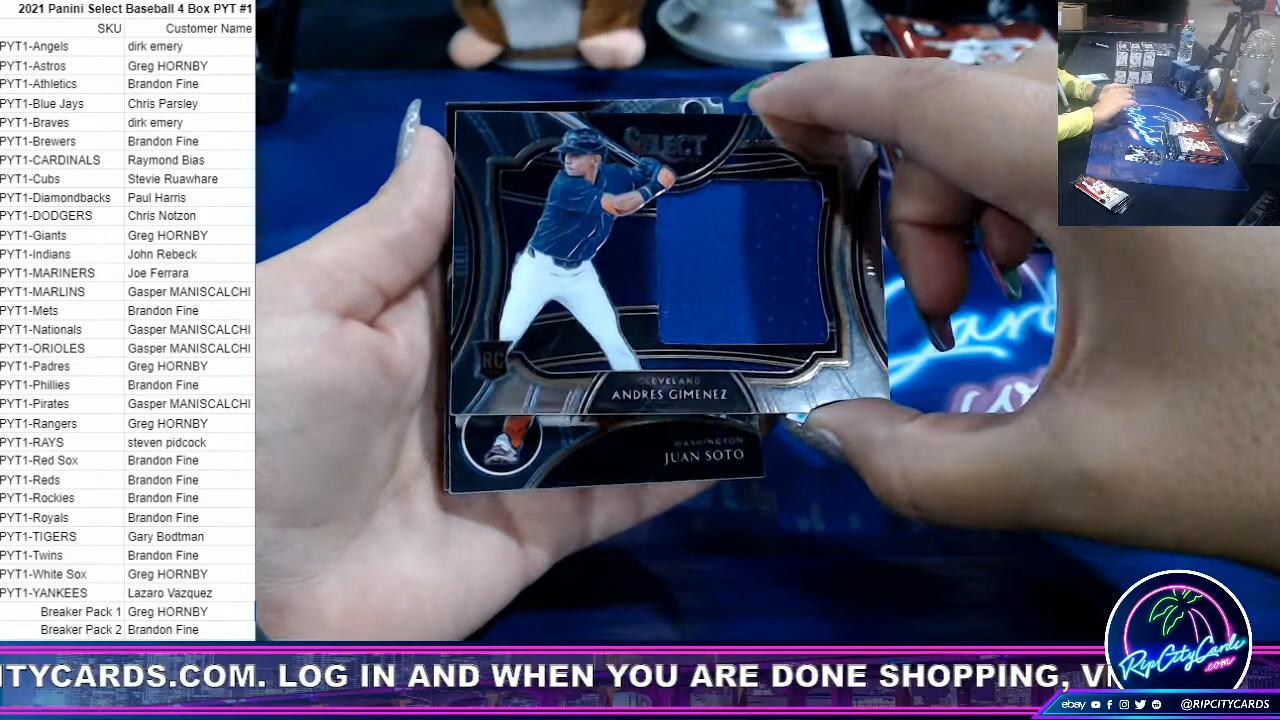 2021 Panini Select Baseball 4 Box PYT #1
SKU Customer Name
PYT1-Angels dirk emery
PYT1-Astros Greg HORNBY
PYT1-Athletics Brandon Fine
PYT1-Blue Jays Chris Parsley
PYT1-Braves dirk emery
PYT1-Brewers Brandon Fine
PYT1-CARDINALS Raymond Bias
PYT1-Cubs Stevie Ruawhare
PYT1-Diamondbacks Paul Harris
PYT1-DODGERS Chris Notzon
PYT1-Giants Greg HORNBY
PYT1-Indians John Rebeck
PYT1-MARINERS Joe Ferrara
PYT1-MARLINS Gasper MANISCALCHI
PYT1-Mets Brandon Fine
PYT1-Nationals Gasper MANISCALCHI
PYT1-ORIOLES Gasper MANISCALCHI
PYT1-Padres Greg HORNBY
PYT1-Phillies Brandon Fine
PYT1-Pirates Gasper MANISCALCHI
PYT1-Rangers Greg HORNBY
PYT1-RAYS steven pidcock
PYT1-Red Sox Brandon Fine
PYT1-Reds Brandon Fine
PYT1-Rockies Brandon Fine
PYT1-Royals Brandon Fine
PYT1-TIGERS Gary Bodtman
PYT1-Twins Brandon Fine
PYT1-White Sox Greg HORNBY
PYT1-YANKEES Lazaro Vazquez
Breaker Pack 1 Greg HORNBY
Breaker Pack 2 Brandon Fine
SELECT
RC
CLEVELAND
ANDRES GIMENEZ
WASHINGTON
JUAN SOTO
Card
RipCityCards
.com
ITYCARDS.COM. LOG IN AND WHEN YOU ARE DONE SHOPPING, VI
ebay @RIPCITYCARDS